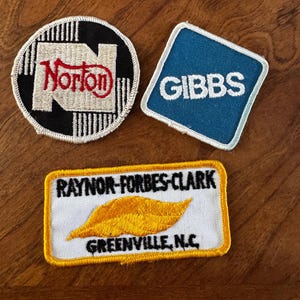 Norton
GIBBS
RAYNOR-FORBES-CLARK
GREENVILLE, N.C.